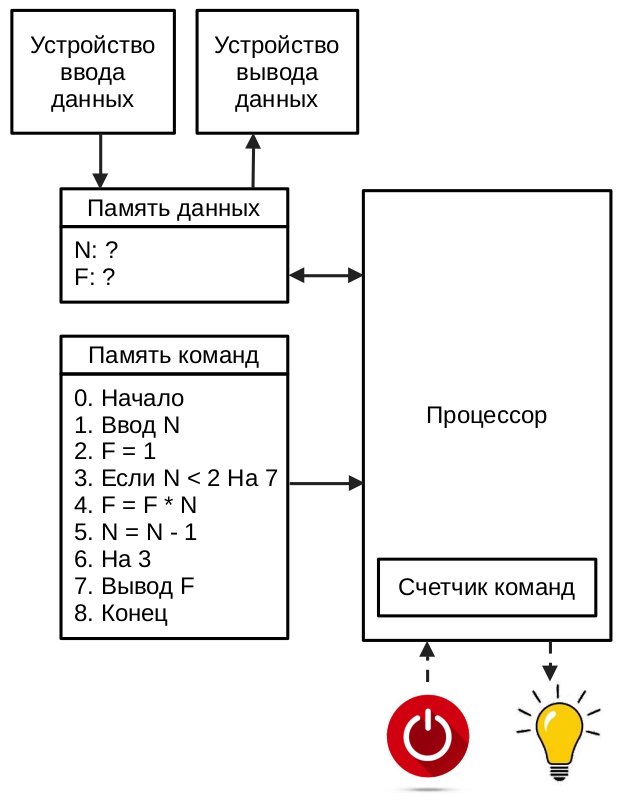 Устройство
ввода
данных
Устройство
вывода
данных
Память данных
N: ?
F: ?
Память команд
0. Начало
1. Ввод N
2. F = 1
3. Если N < 2 На 7
4. F = F * N
5. N = N - 1
6. На 3
7. Вывод F
8. Конец
Процессор
Счетчик команд